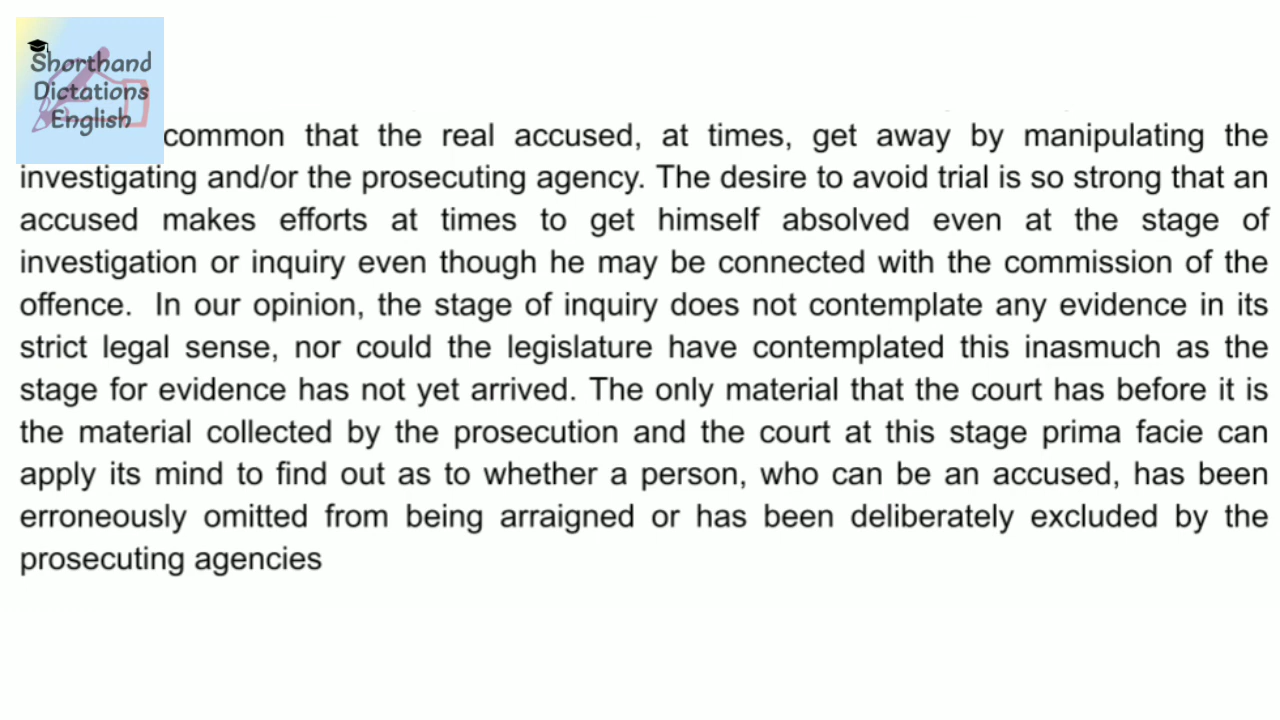 Shorthand
Dictations
English
common that the real accused, at times, get away by manipulating the
investigating and/or the prosecuting agency. The desire to avoid trial is so strong that an
accused makes efforts at times to get himself absolved even at the stage of
investigation or inquiry even though he may be connected with the commission of the
offence. In our opinion, the stage of inquiry does not contemplate any evidence in its
strict legal sense, nor could the legislature have contemplated this inasmuch as the
stage for evidence has not yet arrived. The only material that the court has before it is
the material collected by the prosecution and the court at this stage prima facie can
apply its mind to find out as to whether a person, who can be an accused, has been
erroneously omitted from being arraigned or has been deliberately excluded by the
prosecuting agencies